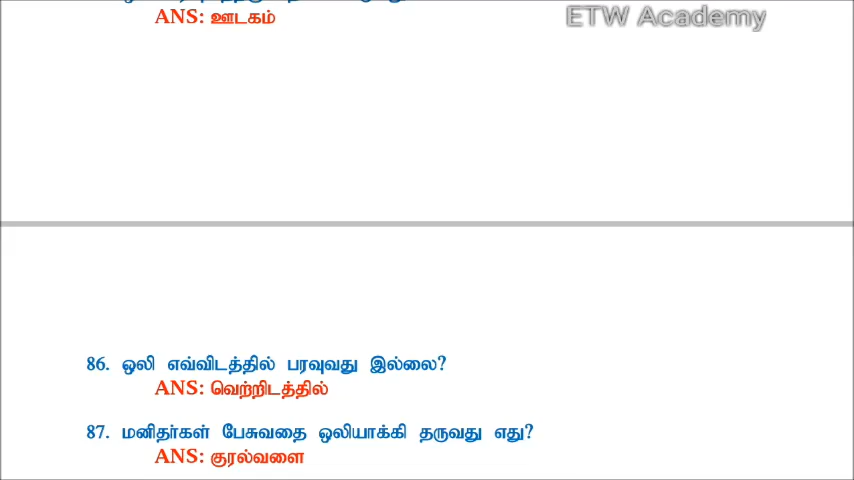 ANS: ஊடகம்
ETW Academy
86. ஒலி எவ்விடத்தில் பரவுவது இல்லை?
ANS: வெற்றிடத்தில்
87. மனிதர்கள் பேசுவதை ஒலியாக்கி தருவது எது?
ANS: குரல்வளை